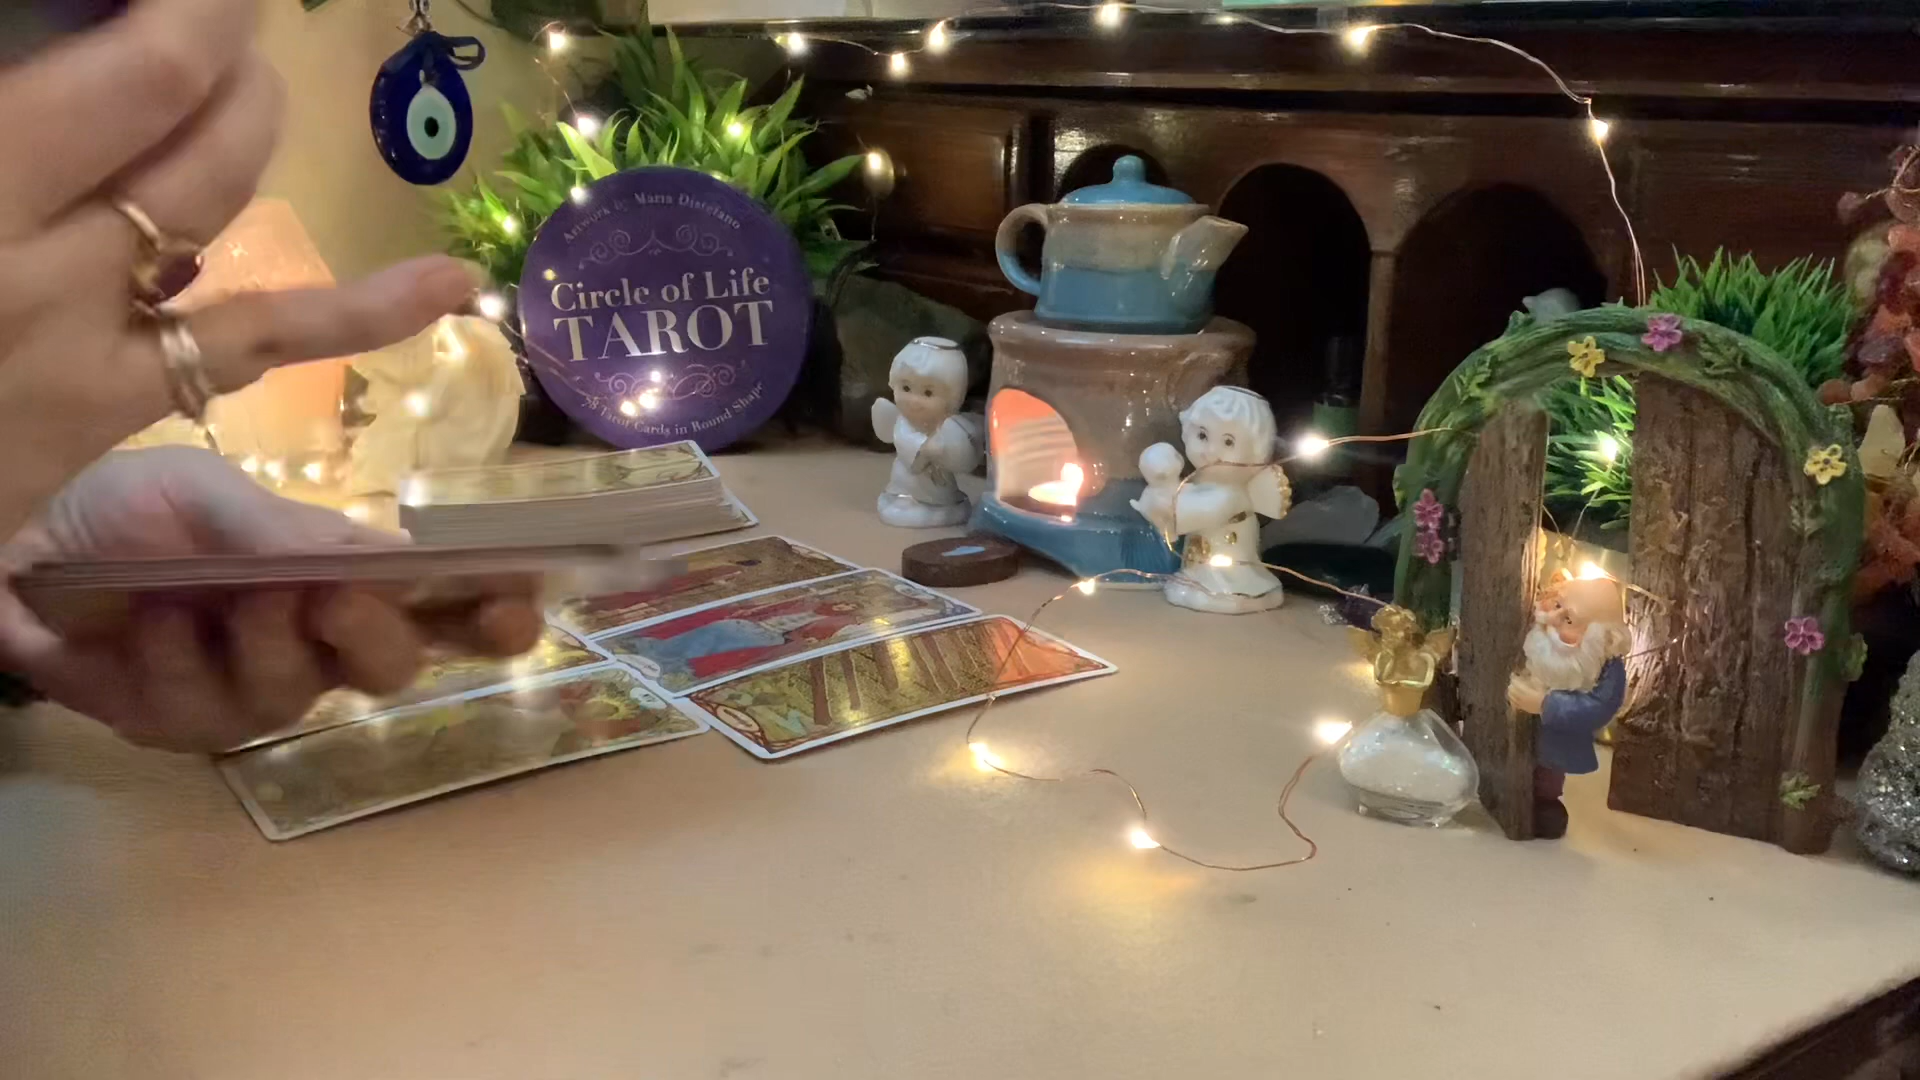 Artwork by Maria Distefano
Circle of Life
TAROT
78 Tarot Cards in Round Shape